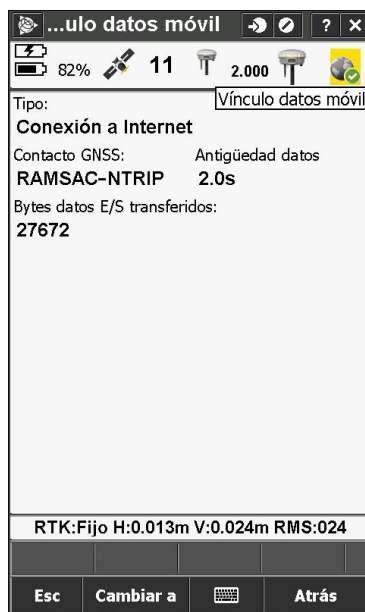 ...ulo datos móvil ? X
82% 11 2.000
Vínculo datos móvil
Tipo:
Conexión a Internet
Contacto GNSS: Antigüedad datos
RAMSAC-NTRIP 2.0s
Bytes datos E/S transferidos:
27672
RTK:Fijo H:0.013m V:0.024m RMS:024
Esc Cambiar a Atrás